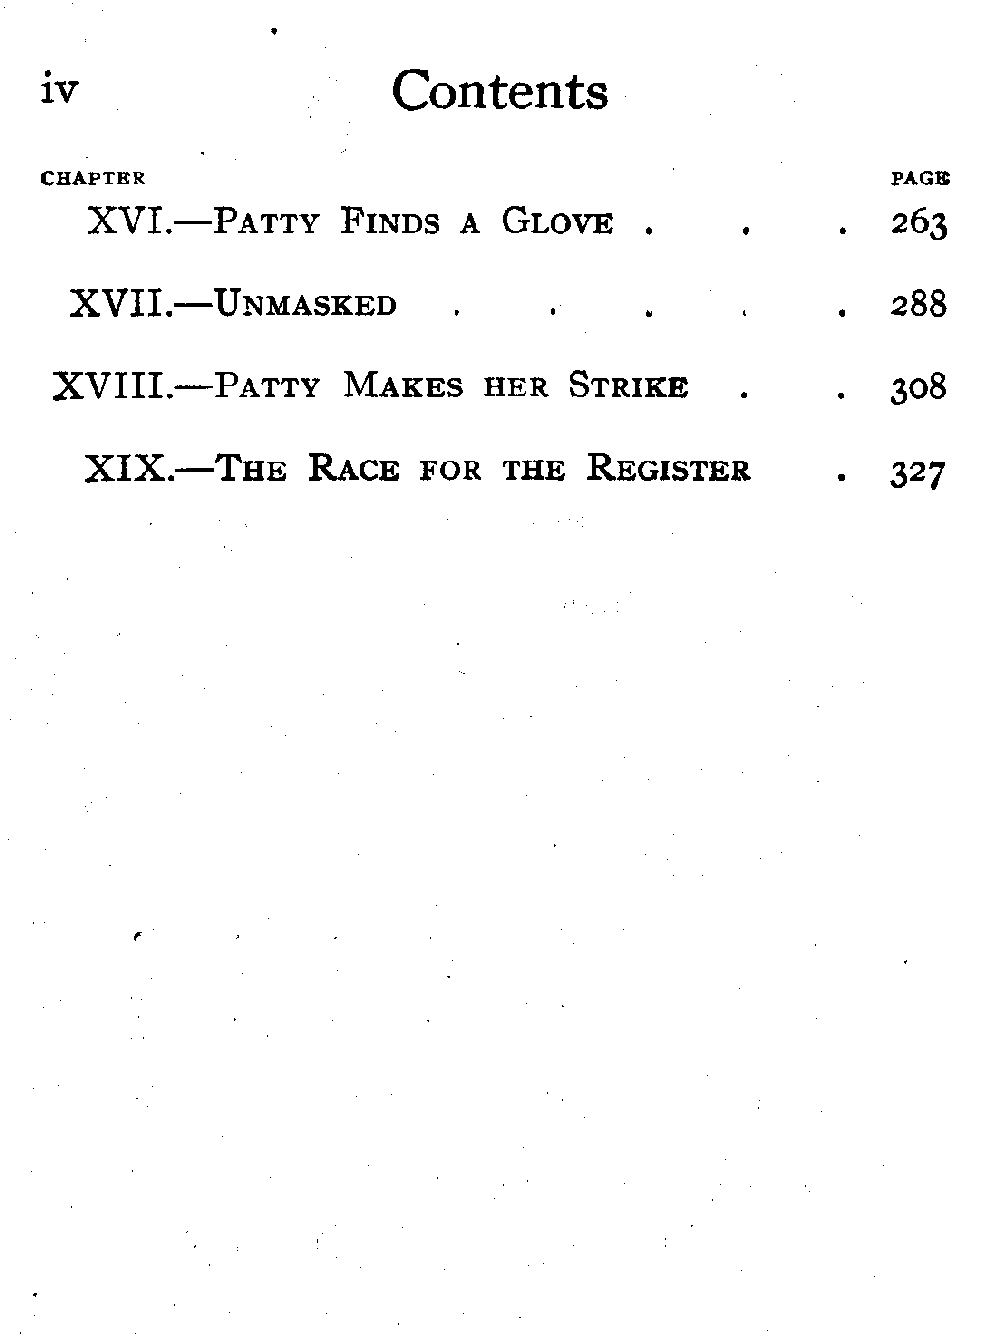 iv Contents
CHAPTER PAGE
XVI.—Patty Finds a Glove . . . 263
XVII.—Unmasked . . . . . 288
XVIII.—Patty Makes her Strike . . 308
XIX.—The Race for the Register . 327